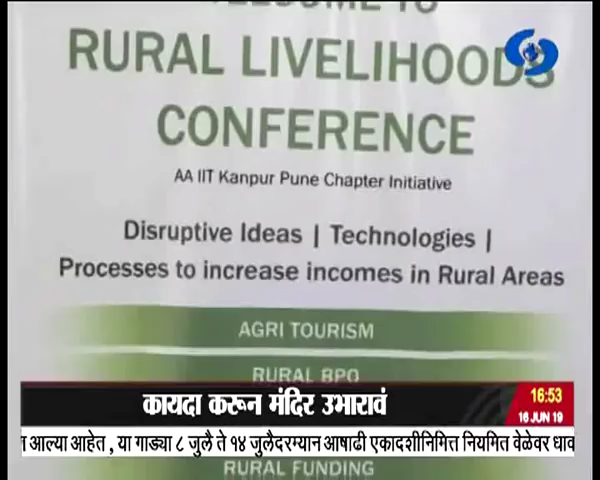 WELCOME TO
RURAL LIVELIHOODS
CONFERENCE
AA IIT Kanpur Pune Chapter Initiative
Disruptive Ideas | Technologies |
Processes to increase incomes in Rural Areas
AGRI TOURISM
RURAL BPO
कायदा करून मंदिर उभारावं
16:53
16 JUN 19
आल्या आहेत , या गाड्या ८ जुलै ते १४ जुलैदरम्यान आषाढी एकादशीनिमित्त नियमित वेळेवर धाव
RURAL FUNDING